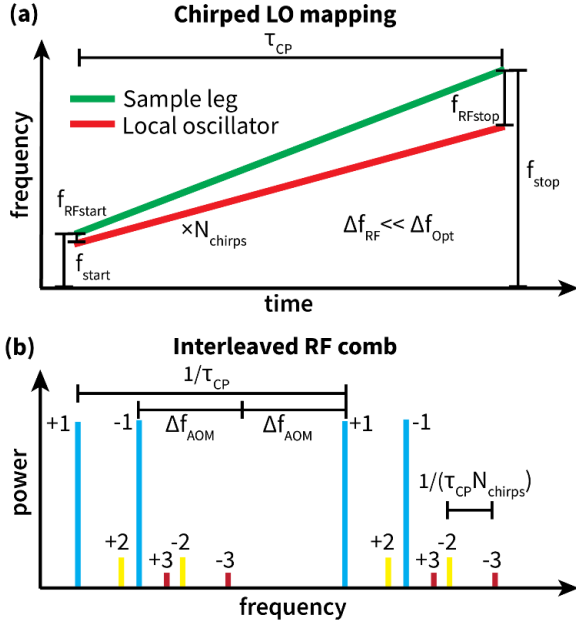 (a) Chirped LO mapping
τCP
frequency
Sample leg
Local oscillator
fRFstop
fstop
fRFstart
×Nchirps
ΔfRF<< ΔfOpt
fstart
time
(b) Interleaved RF comb
1/τCP
+1 -1 ΔfAOM ΔfAOM +1 -1
power
1/(τCPNchirps)
+2 -2 +2 -2
+3 -3 +3 -3
frequency